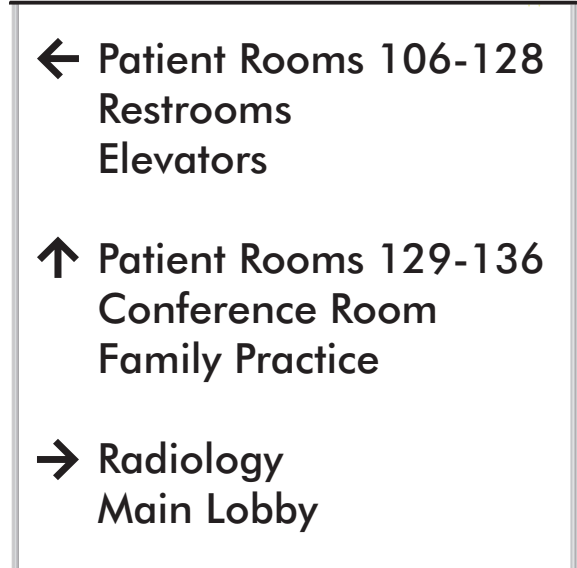 ← Patient Rooms 106-128
Restrooms
Elevators
↑ Patient Rooms 129-136
Conference Room
Family Practice
→ Radiology
Main Lobby